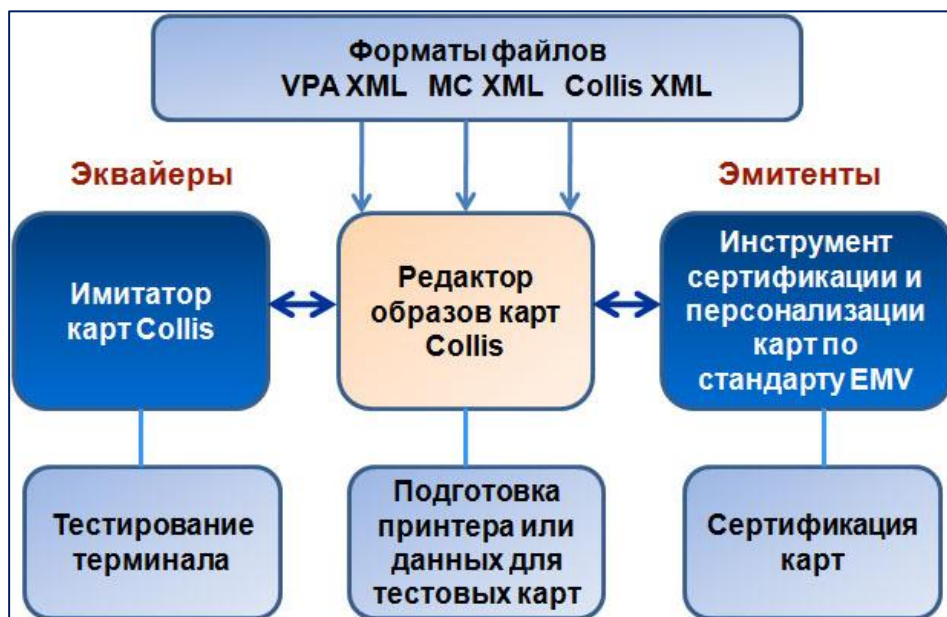 Форматы файлов
VPA XML MC XML Collis XML
Эквайеры
Эмитенты
Имитатор
карт Collis
Редактор
образов карт
Collis
Инструмент
сертификации и
персонализации
карт по
стандарту EMV
Тестирование
терминала
Подготовка
принтера или
данных для
тестовых карт
Сертификация
карт